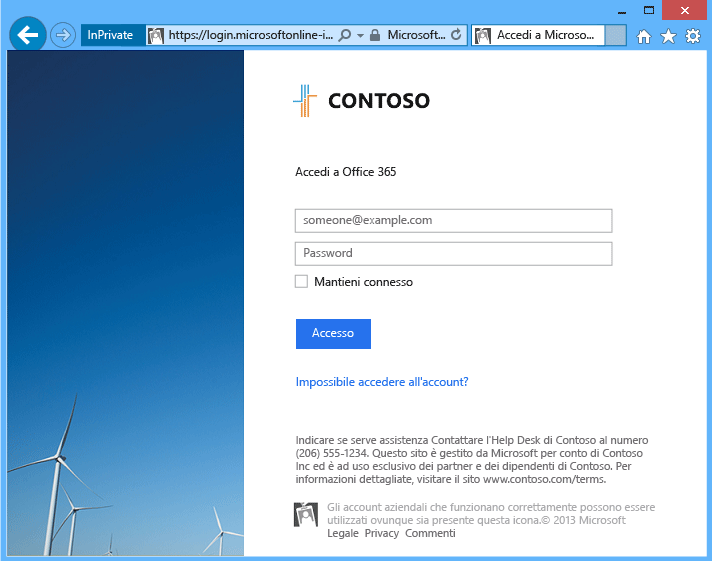 InPrivate
https://login.microsoftonline-i...
Microsoft...
Accedi a Microso...
CONTOSO
Accedi a Office 365
someone@example.com
Password
Mantieni connesso
Accesso
Impossibile accedere all'account?
Indicare se serve assistenza Contattare l'Help Desk di Contoso al numero
(206) 555-1234. Questo sito è gestito da Microsoft per conto di Contoso
Inc ed è ad uso esclusivo dei partner e dei dipendenti di Contoso. Per
informazioni dettagliate, visitare il sito www.contoso.com/terms.
Gli account aziendali che funzionano correttamente possono essere
utilizzati ovunque sia presente questa icona.© 2013 Microsoft
Legale Privacy Commenti